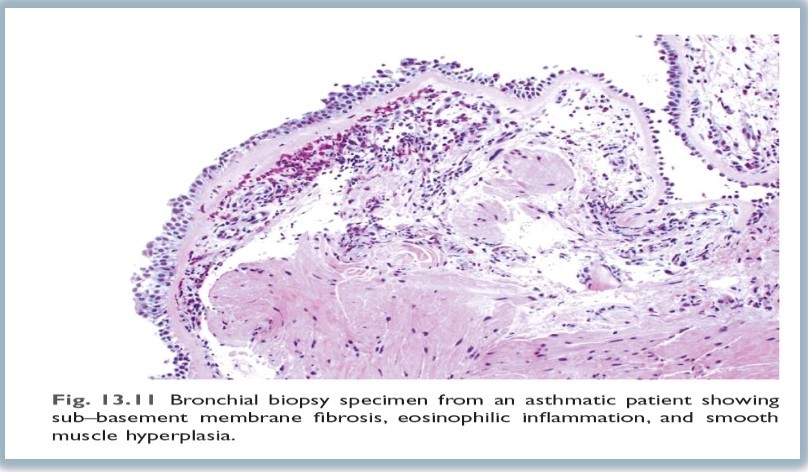 Fig. 13.11 Bronchial biopsy specimen from an asthmatic patient showing
sub–basement membrane fibrosis, eosinophilic inflammation, and smooth
muscle hyperplasia.